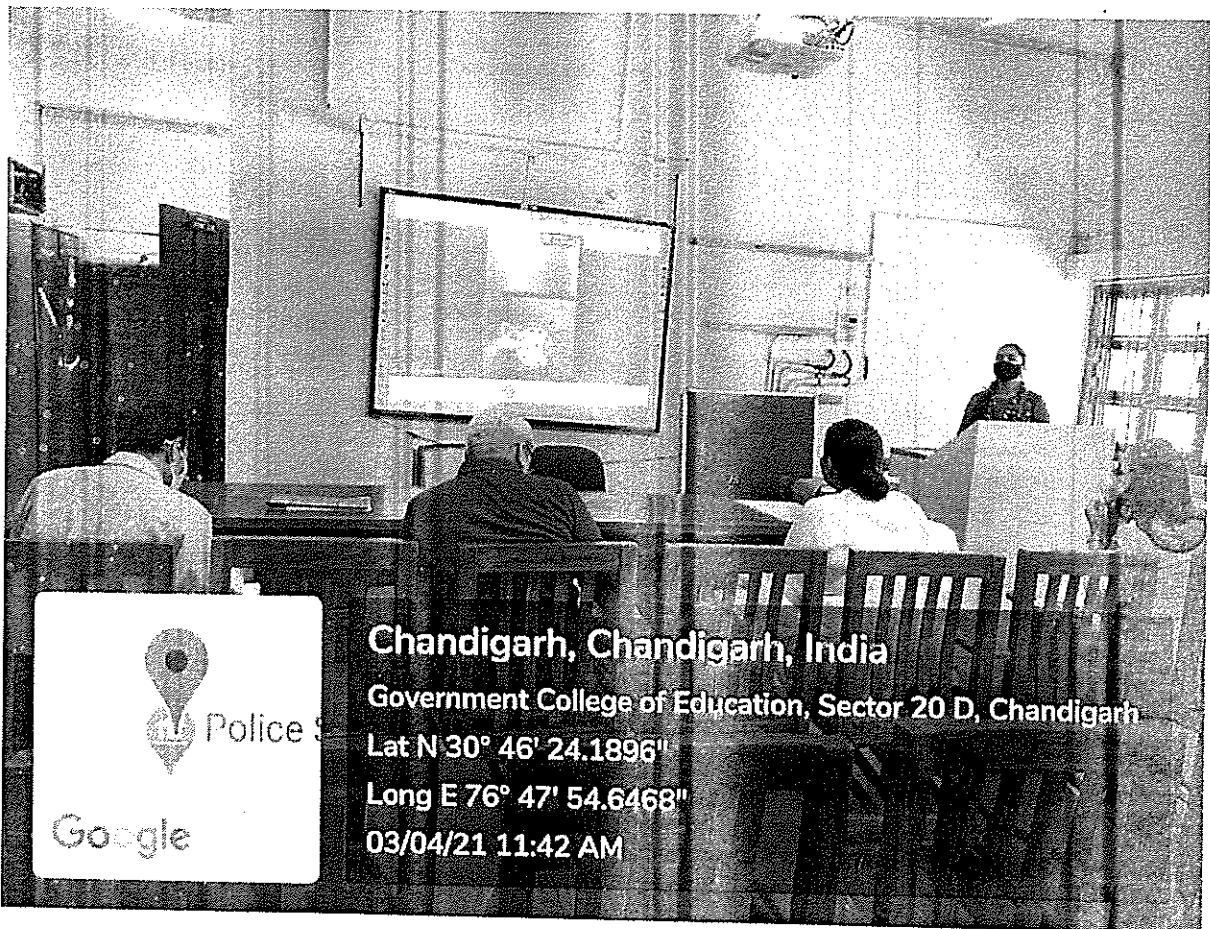 Chandigarh, Chandigarh, India
Government College of Education, Sector 20 D, Chandigarh
Lat N 30° 46' 24.1896"
Long E 76° 47' 54.6468"
03/04/21 11:42 AM
Police S
Google